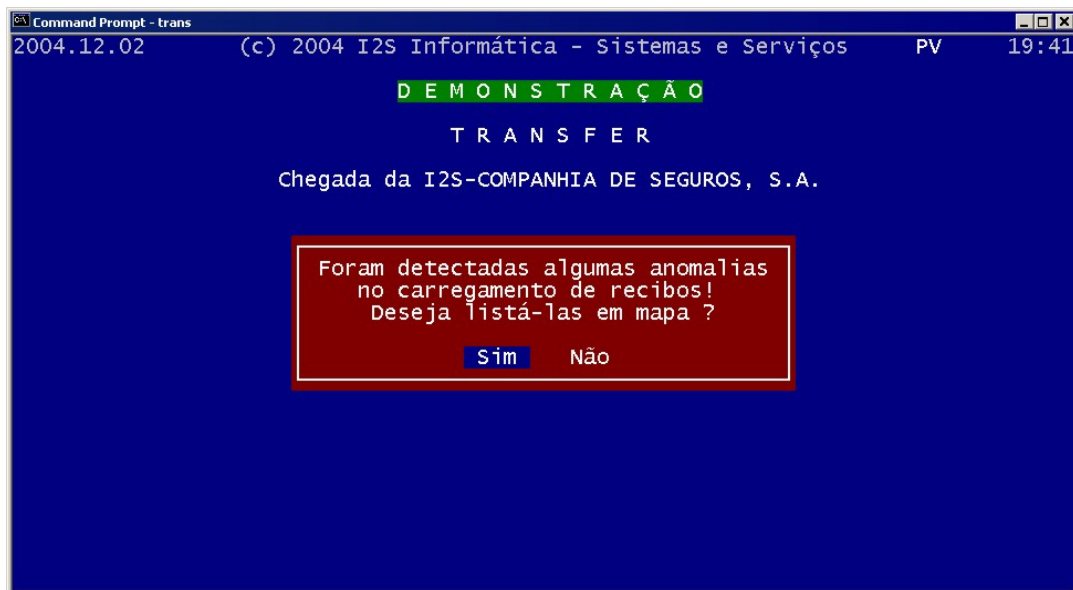 Command Prompt - trans
2004.12.02 (c) 2004 I2S Informática - Sistemas e Serviços PV 19:41
D E M O N S T R A Ç Ã O
T R A N S F E R
Chegada da I2S-COMPANHIA DE SEGUROS, S.A.
Foram detectadas algumas anomalias
no carregamento de recibos!
Deseja listá-las em mapa ?
Sim Não